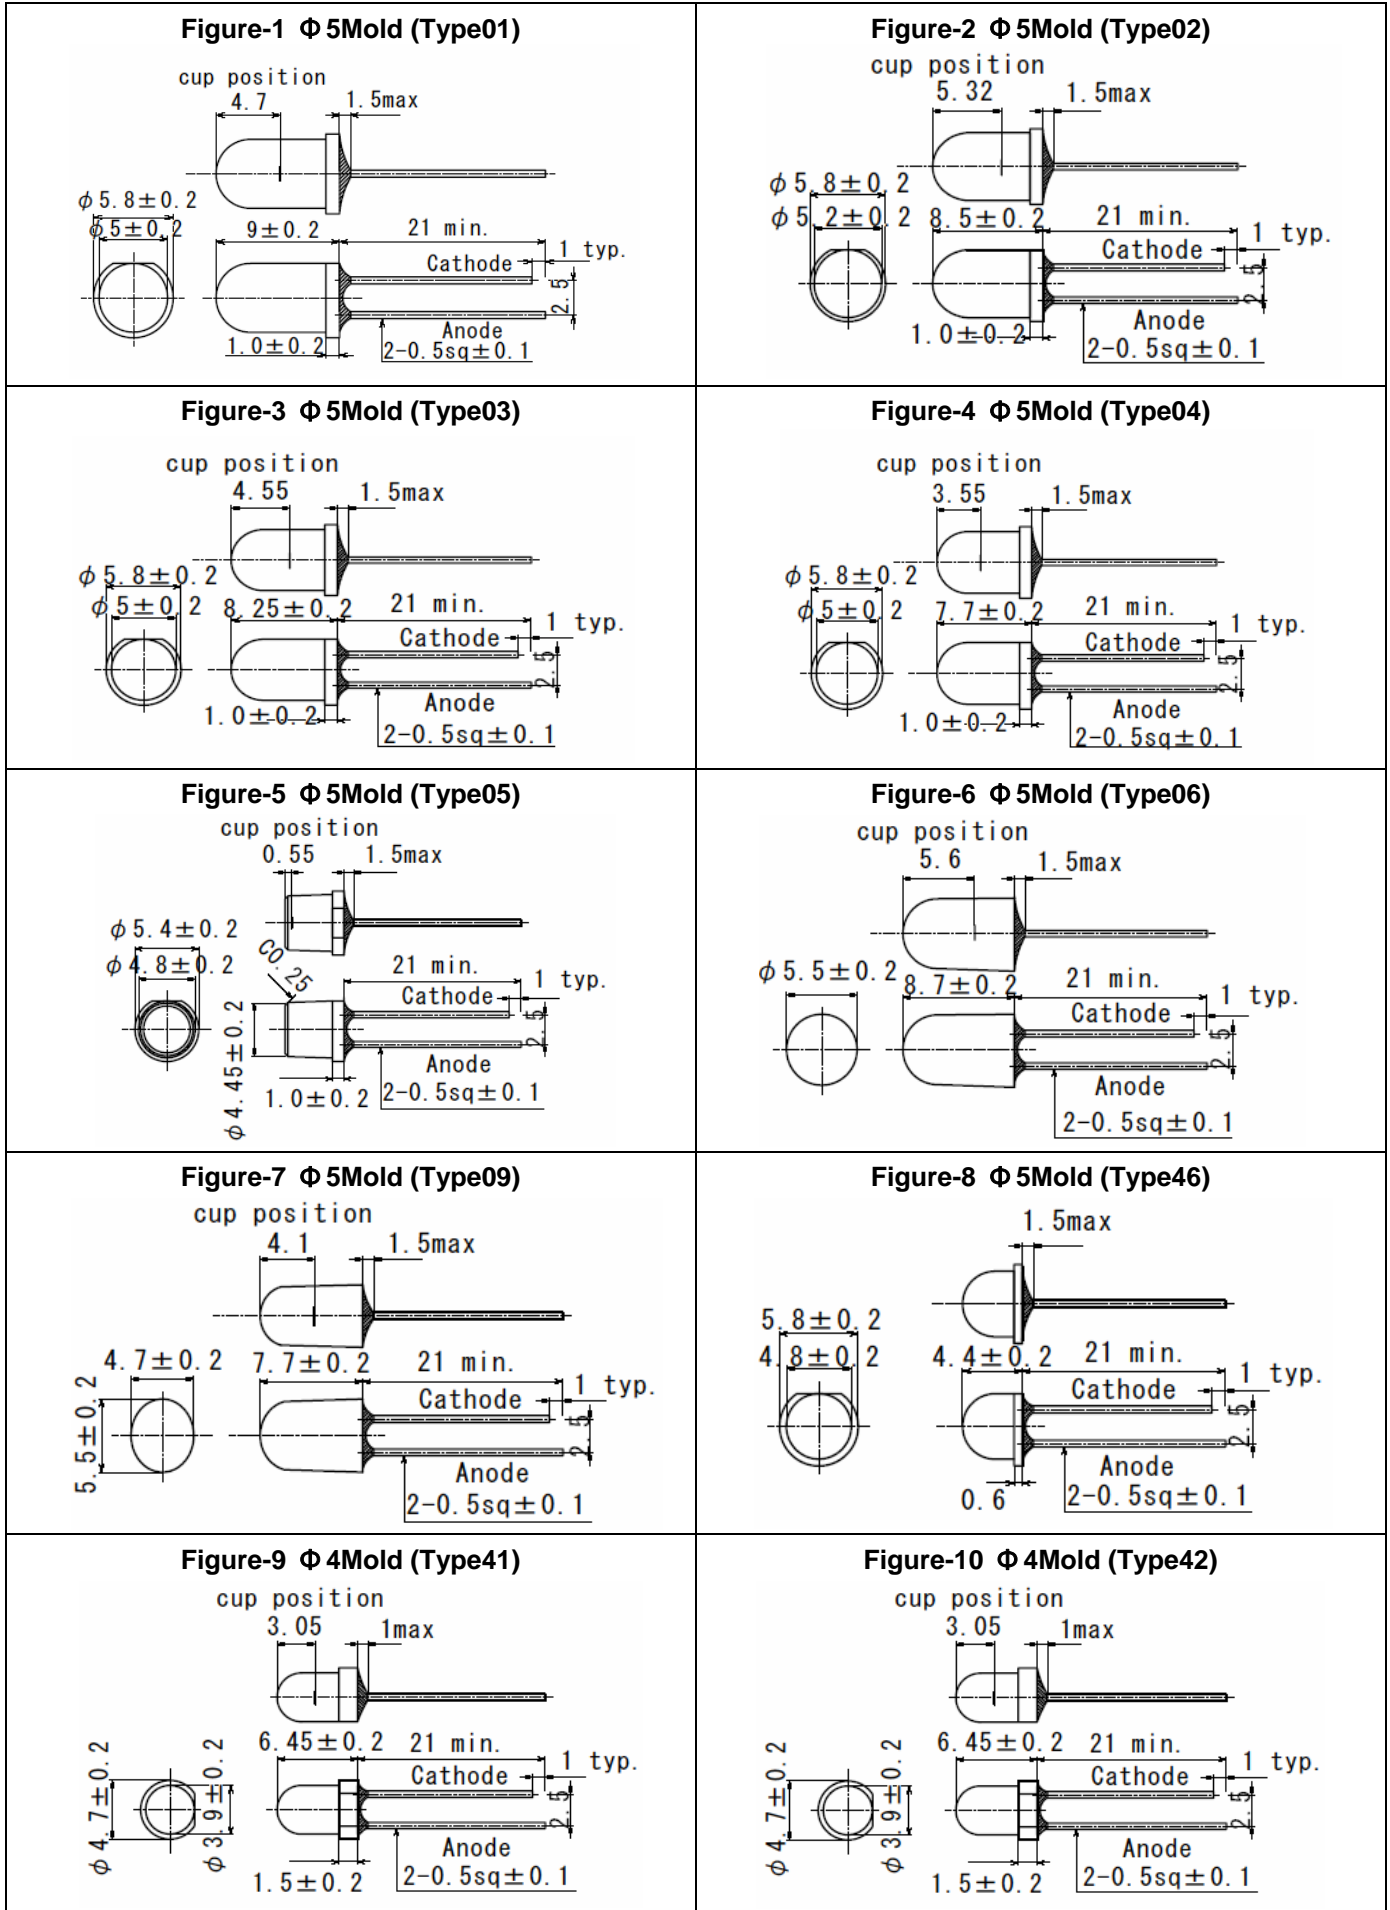 Figure-1 Φ5Mold (Type01)
cup position
4.7
1.5max
φ5.8±0.2
φ5±0.2
9±0.2
21 min.
1 typ.
Cathode
2.5
Anode
1.0±0.2
2-0.5sq±0.1
Figure-2 Φ5Mold (Type02)
cup position
5.32
1.5max
φ5.8±0.2
φ5.2±0.2
8.5±0.2
21 min.
1 typ.
Cathode
2.5
Anode
1.0±0.2
2-0.5sq±0.1
Figure-3 Φ5Mold (Type03)
cup position
4.55
1.5max
φ5.8±0.2
φ5±0.2
8.25±0.2
21 min.
1 typ.
Cathode
2.5
Anode
1.0±0.2
2-0.5sq±0.1
Figure-4 Φ5Mold (Type04)
cup position
3.55
1.5max
φ5.8±0.2
φ5±0.2
7.7±0.2
21 min.
1 typ.
Cathode
2.5
Anode
1.0±0.2
2-0.5sq±0.1
Figure-5 Φ5Mold (Type05)
cup position
0.55
1.5max
φ5.4±0.2
φ4.8±0.2
C0.25
21 min.
1 typ.
Cathode
2.5
φ4.45±0.2
Anode
1.0±0.2
2-0.5sq±0.1
Figure-6 Φ5Mold (Type06)
cup position
5.6
1.5max
φ5.5±0.2
8.7±0.2
21 min.
1 typ.
Cathode
2.5
Anode
2-0.5sq±0.1
Figure-7 Φ5Mold (Type09)
cup position
4.1
1.5max
4.7±0.2
7.7±0.2
21 min.
1 typ.
Cathode
5.5±0.2
2.5
Anode
2-0.5sq±0.1
Figure-8 Φ5Mold (Type46)
1.5max
5.8±0.2
4.8±0.2
4.4±0.2
21 min.
1 typ.
Cathode
2.5
Anode
0.6
2-0.5sq±0.1
Figure-9 Φ4Mold (Type41)
cup position
3.05
1max
6.45±0.2
21 min.
1 typ.
Cathode
φ4.7±0.2
φ3.9±0.2
2.5
Anode
1.5±0.2
2-0.5sq±0.1
Figure-10 Φ4Mold (Type42)
cup position
3.05
1max
6.45±0.2
21 min.
1 typ.
Cathode
φ4.7±0.2
φ3.9±0.2
2.5
Anode
1.5±0.2
2-0.5sq±0.1